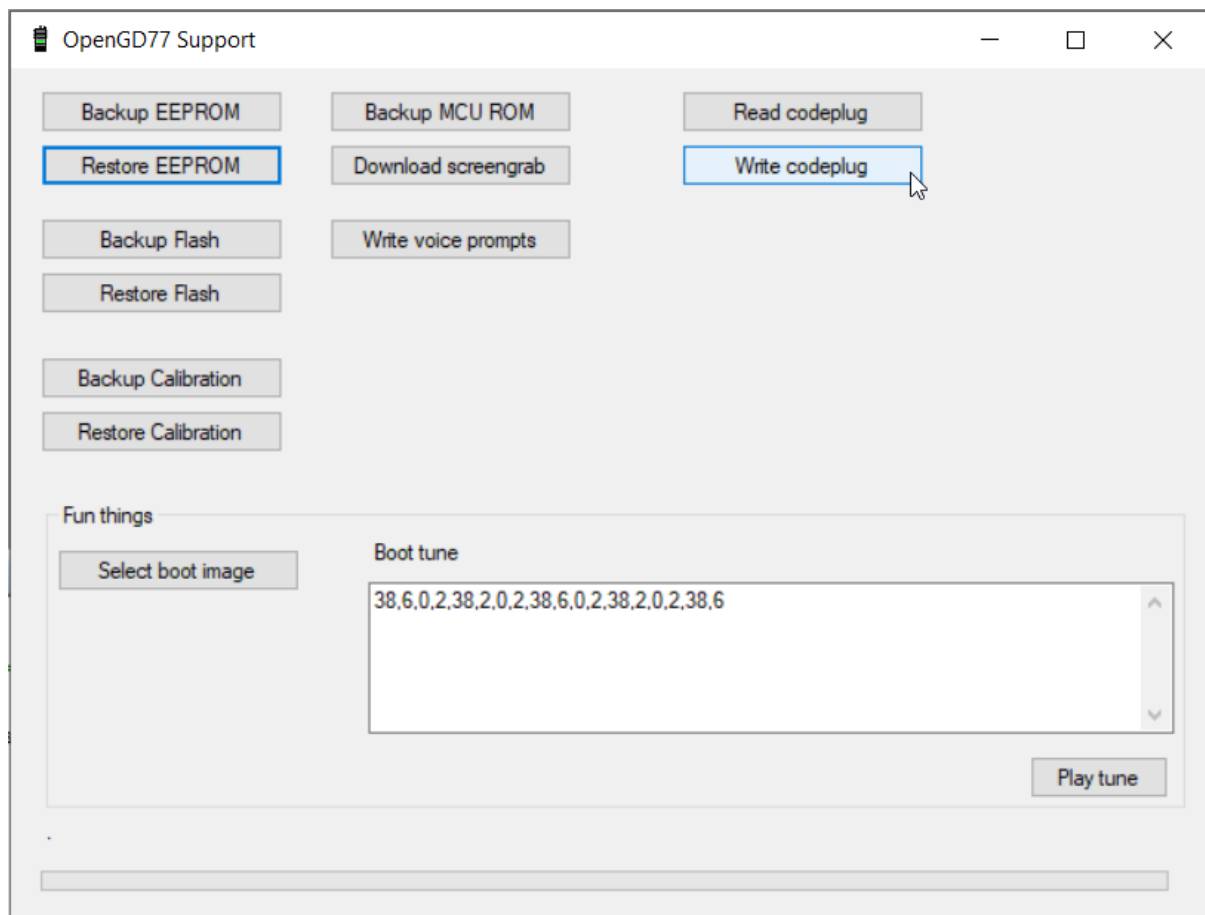 OpenGD77 Support
Backup EEPROM
Backup MCU ROM
Read codeplug
Restore EEPROM
Download screengrab
Write codeplug
Backup Flash
Write voice prompts
Restore Flash
Backup Calibration
Restore Calibration
Fun things
Select boot image
Boot tune
38,6,0,2,38,2,0,2,38,6,0,2,38,2,0,2,38,6
Play tune
.